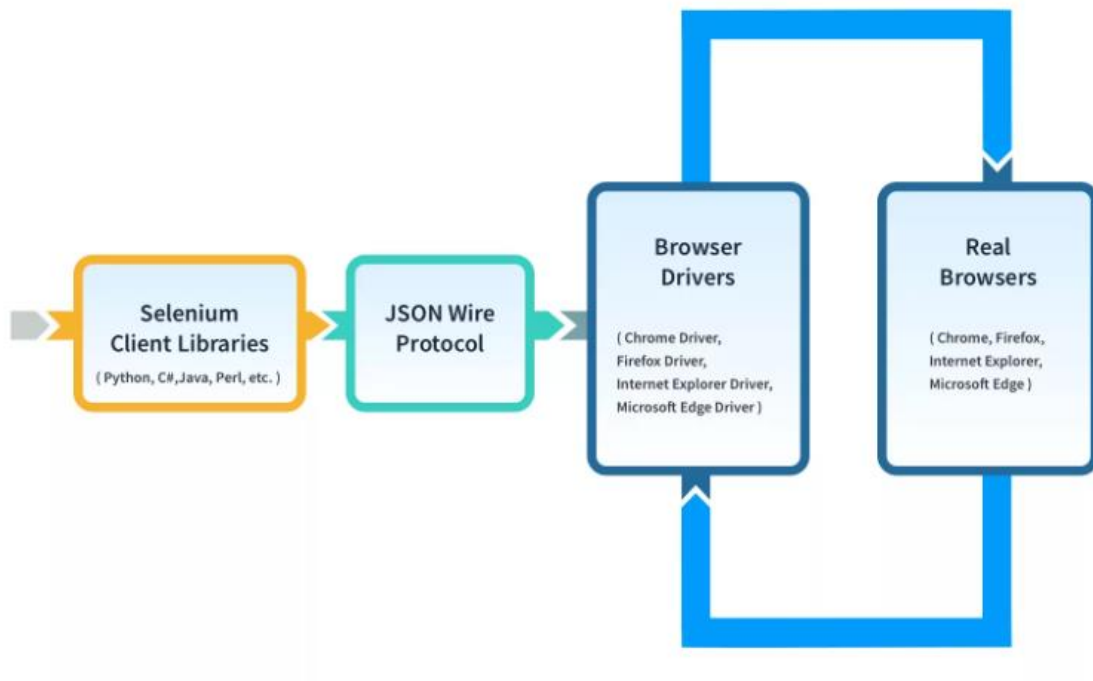 Selenium
Client Libraries
( Python, C#,Java, Perl, etc. )
JSON Wire
Protocol
Browser
Drivers
( Chrome Driver,
Firefox Driver,
Internet Explorer Driver,
Microsoft Edge Driver )
Real
Browsers
( Chrome, Firefox,
Internet Explorer,
Microsoft Edge )